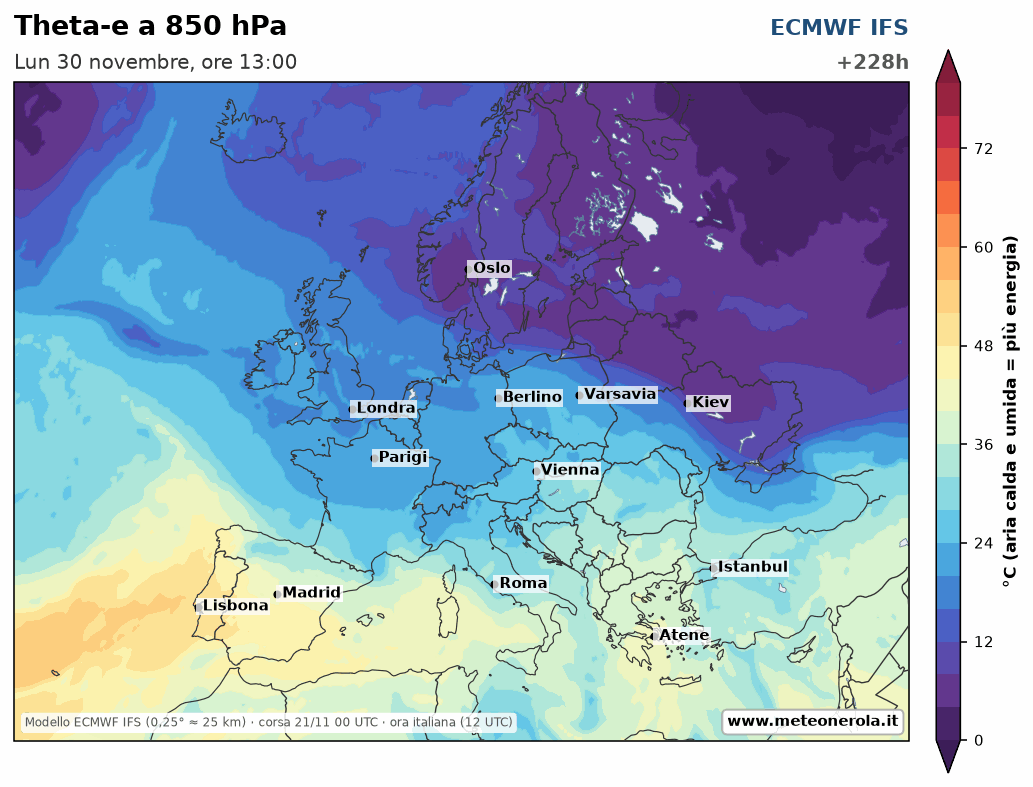 Theta-e a 850 hPa
ECMWF IFS
Lun 30 novembre, ore 13:00
+228h
72
60
48
36
24
12
0
°C (aria calda e umida = più energia)
Oslo
Berlino
Varsavia
Kiev
Londra
Parigi
Vienna
Istanbul
Roma
Madrid
Lisbona
Atene
Modello ECMWF IFS (0,25° ≈ 25 km) · corsa 21/11 00 UTC · ora italiana (12 UTC)
www.meteonerola.it